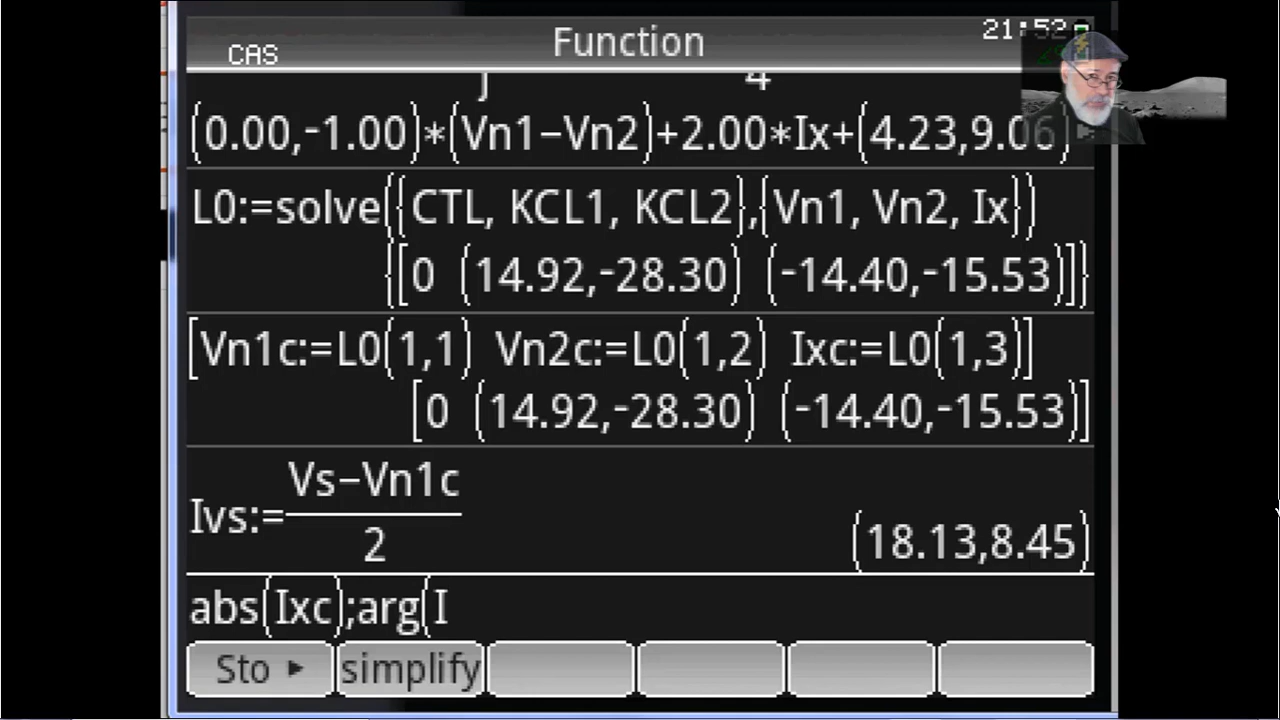 Function
21:52
CAS
4
(0.00,-1.00)*(Vn1-Vn2)+2.00*Ix+(4.23,9.06)
L0:=solve({CTL, KCL1, KCL2},{Vn1, Vn2, Ix})
{[0 (14.92,-28.30) (-14.40,-15.53)]}
[Vn1c:=L0(1,1) Vn2c:=L0(1,2) Ixc:=L0(1,3)]
[0 (14.92,-28.30) (-14.40,-15.53)]
Vs-Vn1c
Ivs:=
2
(18.13,8.45)
abs(Ixc);arg(I
Sto ▶ simplify